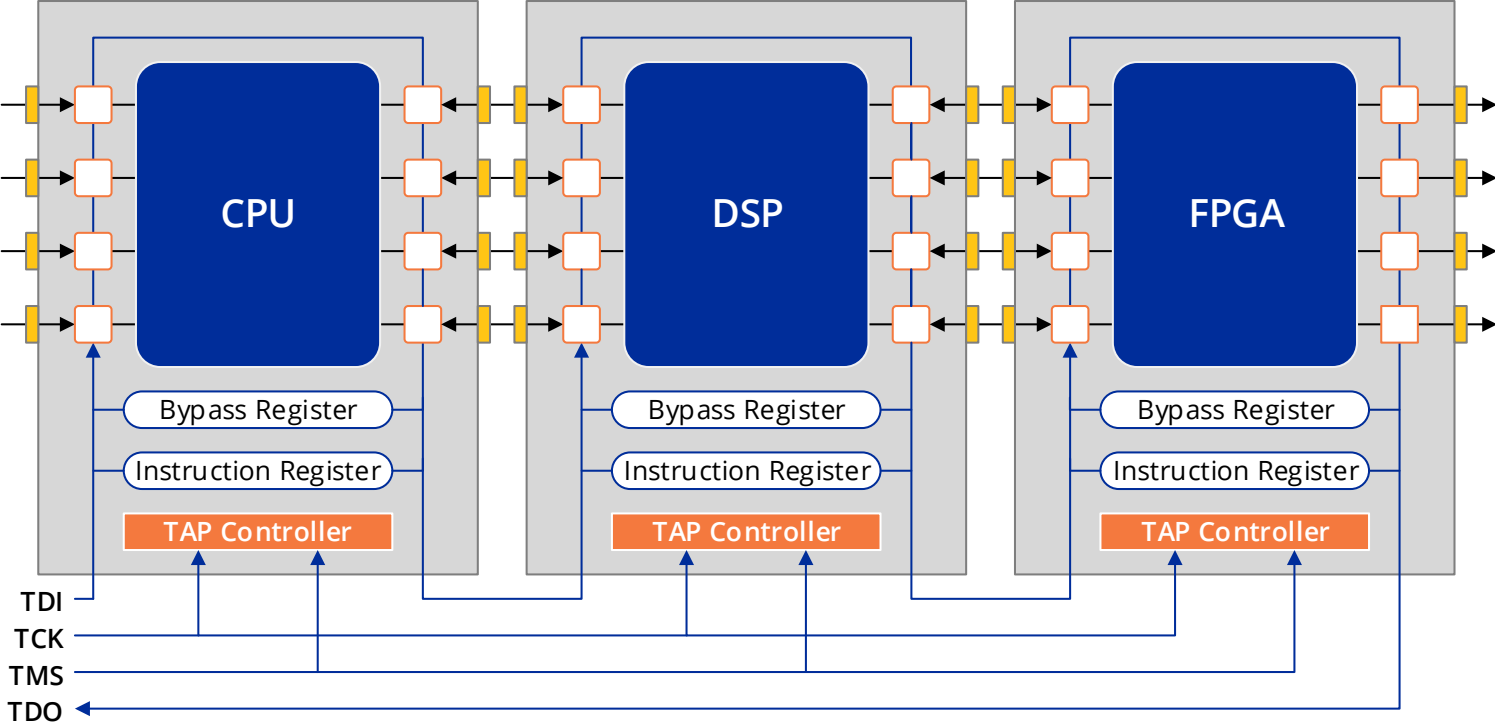 CPU
DSP
FPGA
Bypass Register
Bypass Register
Bypass Register
Instruction Register
Instruction Register
Instruction Register
TAP Controller
TAP Controller
TAP Controller
TDI
TCK
TMS
TDO